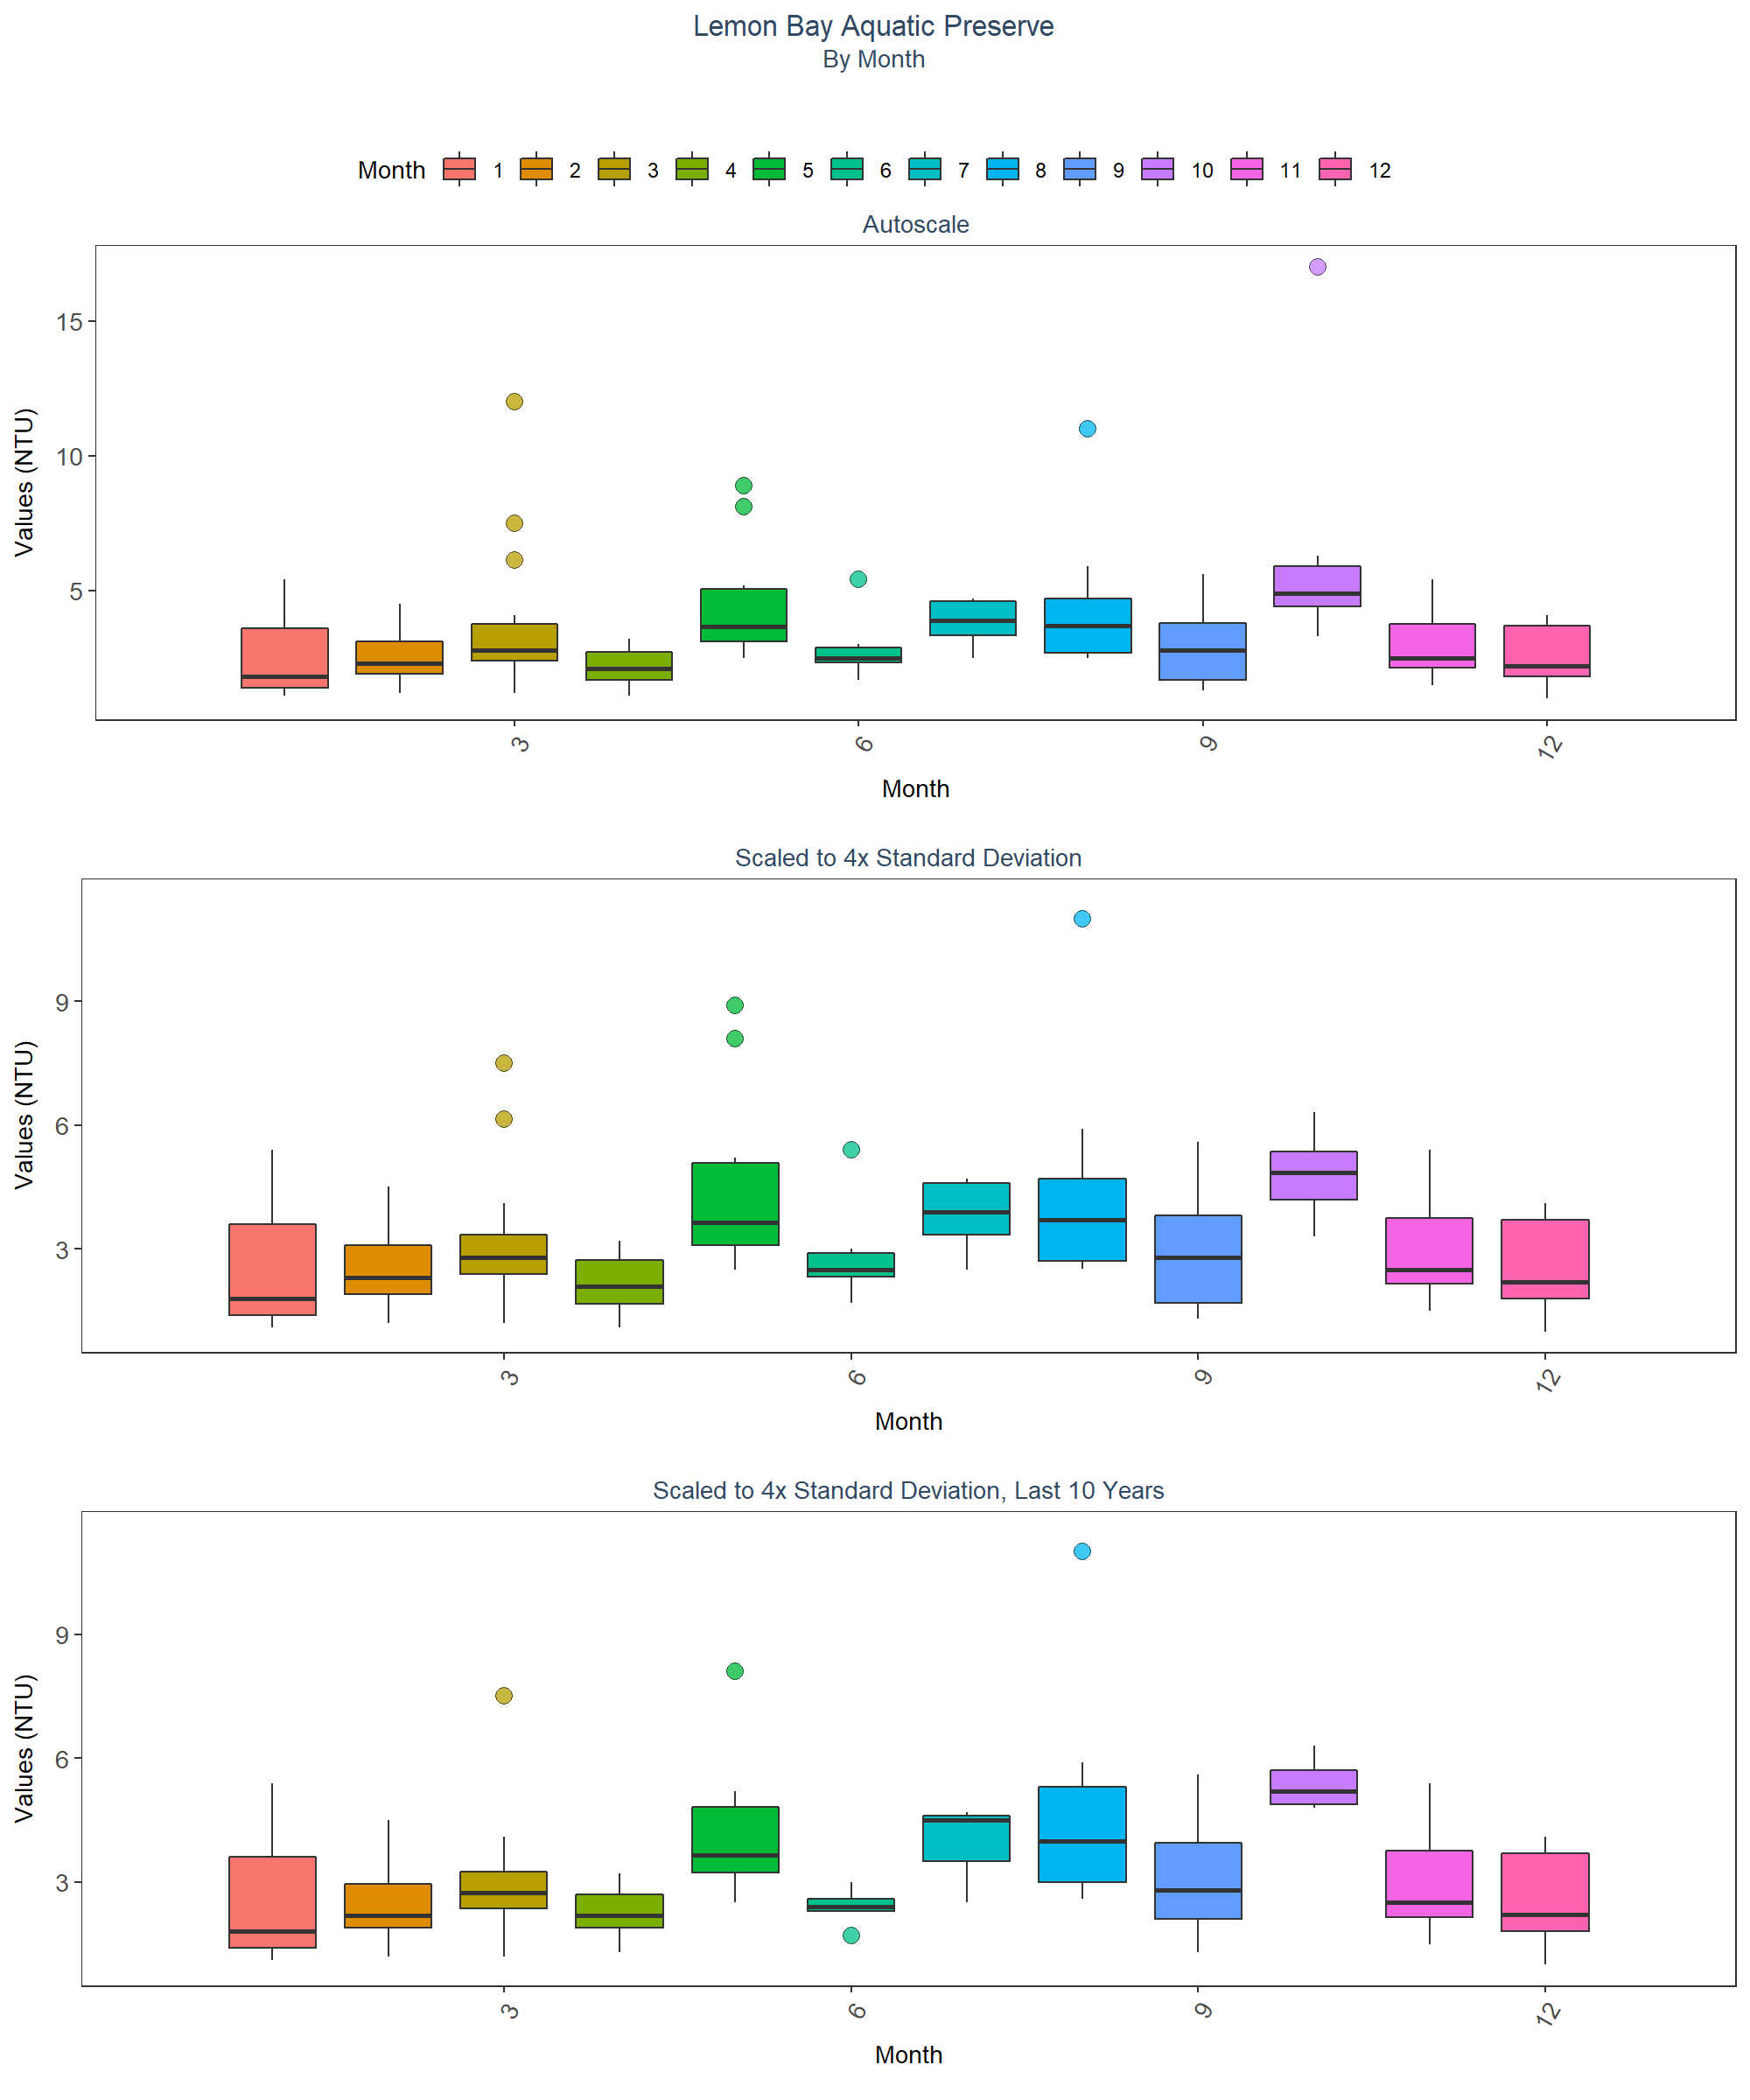 Lemon Bay Aquatic Preserve
By Month
Month 1 2 3 4 5 6 7 8 9 10 11 12
Autoscale
Values (NTU)
15
10
5
3 6 9 12
Month
Scaled to 4x Standard Deviation
Values (NTU)
9
6
3
3 6 9 12
Month
Scaled to 4x Standard Deviation, Last 10 Years
Values (NTU)
9
6
3
3 6 9 12
Month